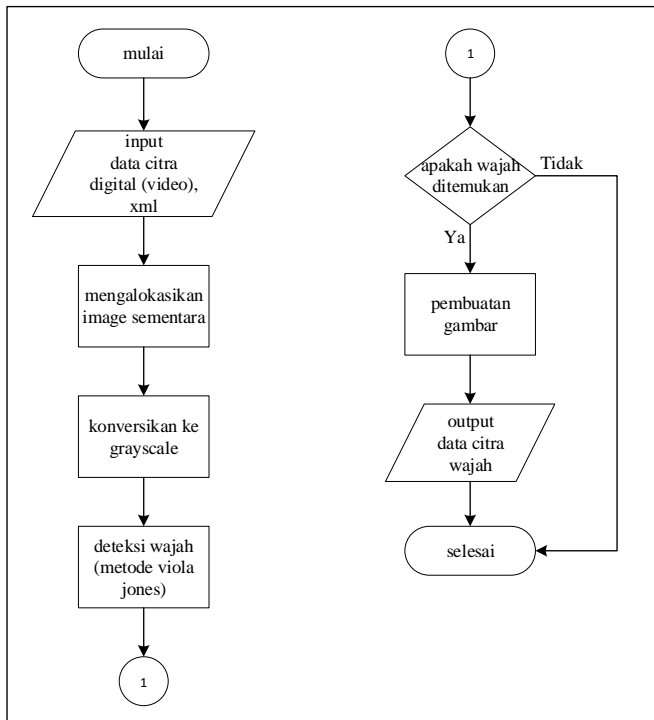 mulai
input
data citra
digital (video),
xml
mengalokasikan
image sementara
konversikan ke
grayscale
deteksi wajah
(metode viola
jones)
1
1
apakah wajah
ditemukan
Tidak
Ya
pembuatan
gambar
output
data citra
wajah
selesai